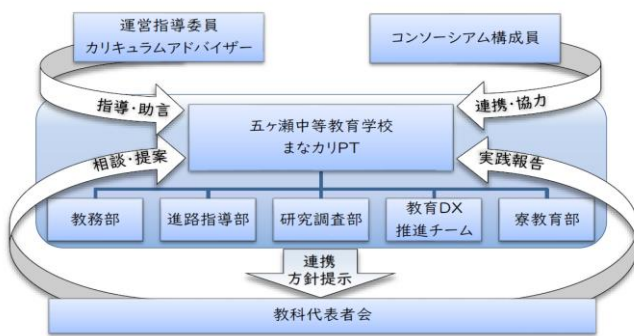 運営指導委員
カリキュラムアドバイザー
コンソーシアム構成員
指導・助言
連携・協力
五ヶ瀬中等教育学校
まなカリPT
相談・提案
実践報告
教務部
進路指導部
研究調査部
教育DX
推進チーム
寮教育部
連携
方針提示
教科代表者会